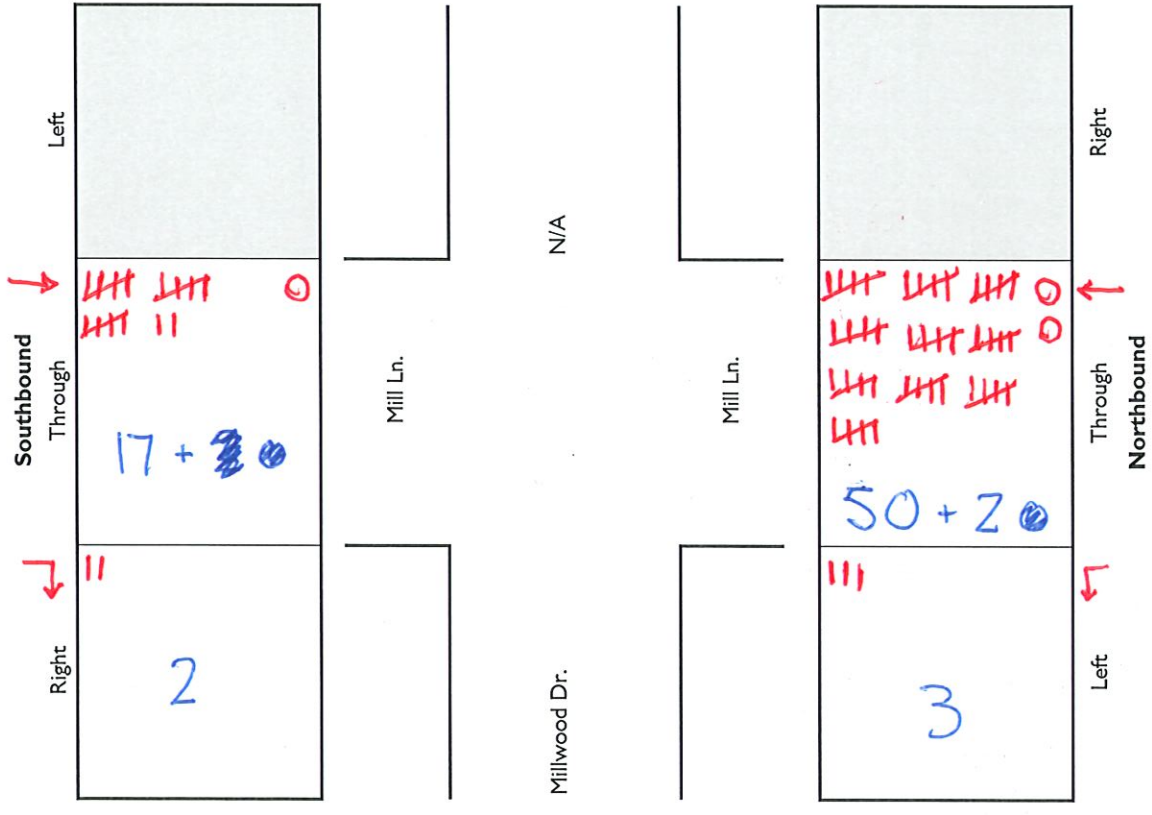 Left
Southbound
Through
17 +
Right
2
Mill Ln.
N/A
Millwood Dr.
Mill Ln.
Right
Through
Northbound
50 + 2
Left
3